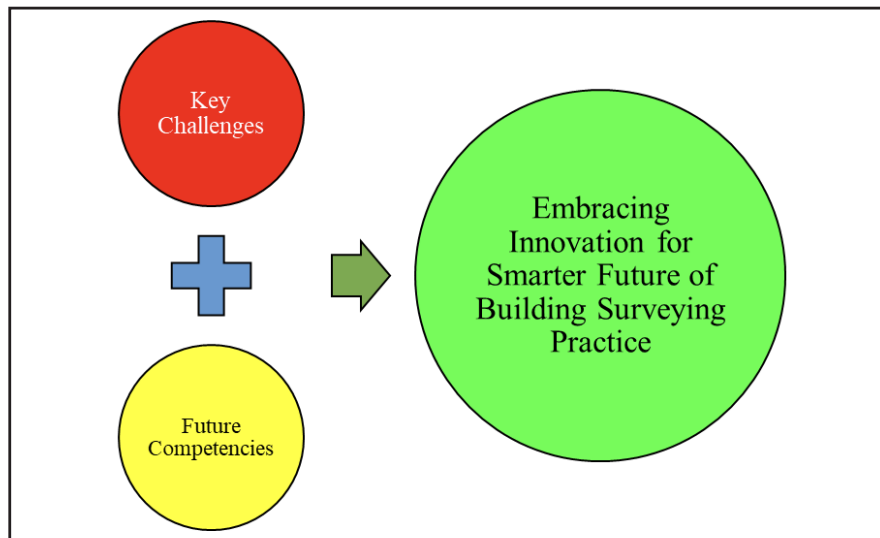 Key
Challenges
Embracing
Innovation for
Smarter Future of
Building Surveying
Practice
Future
Competencies